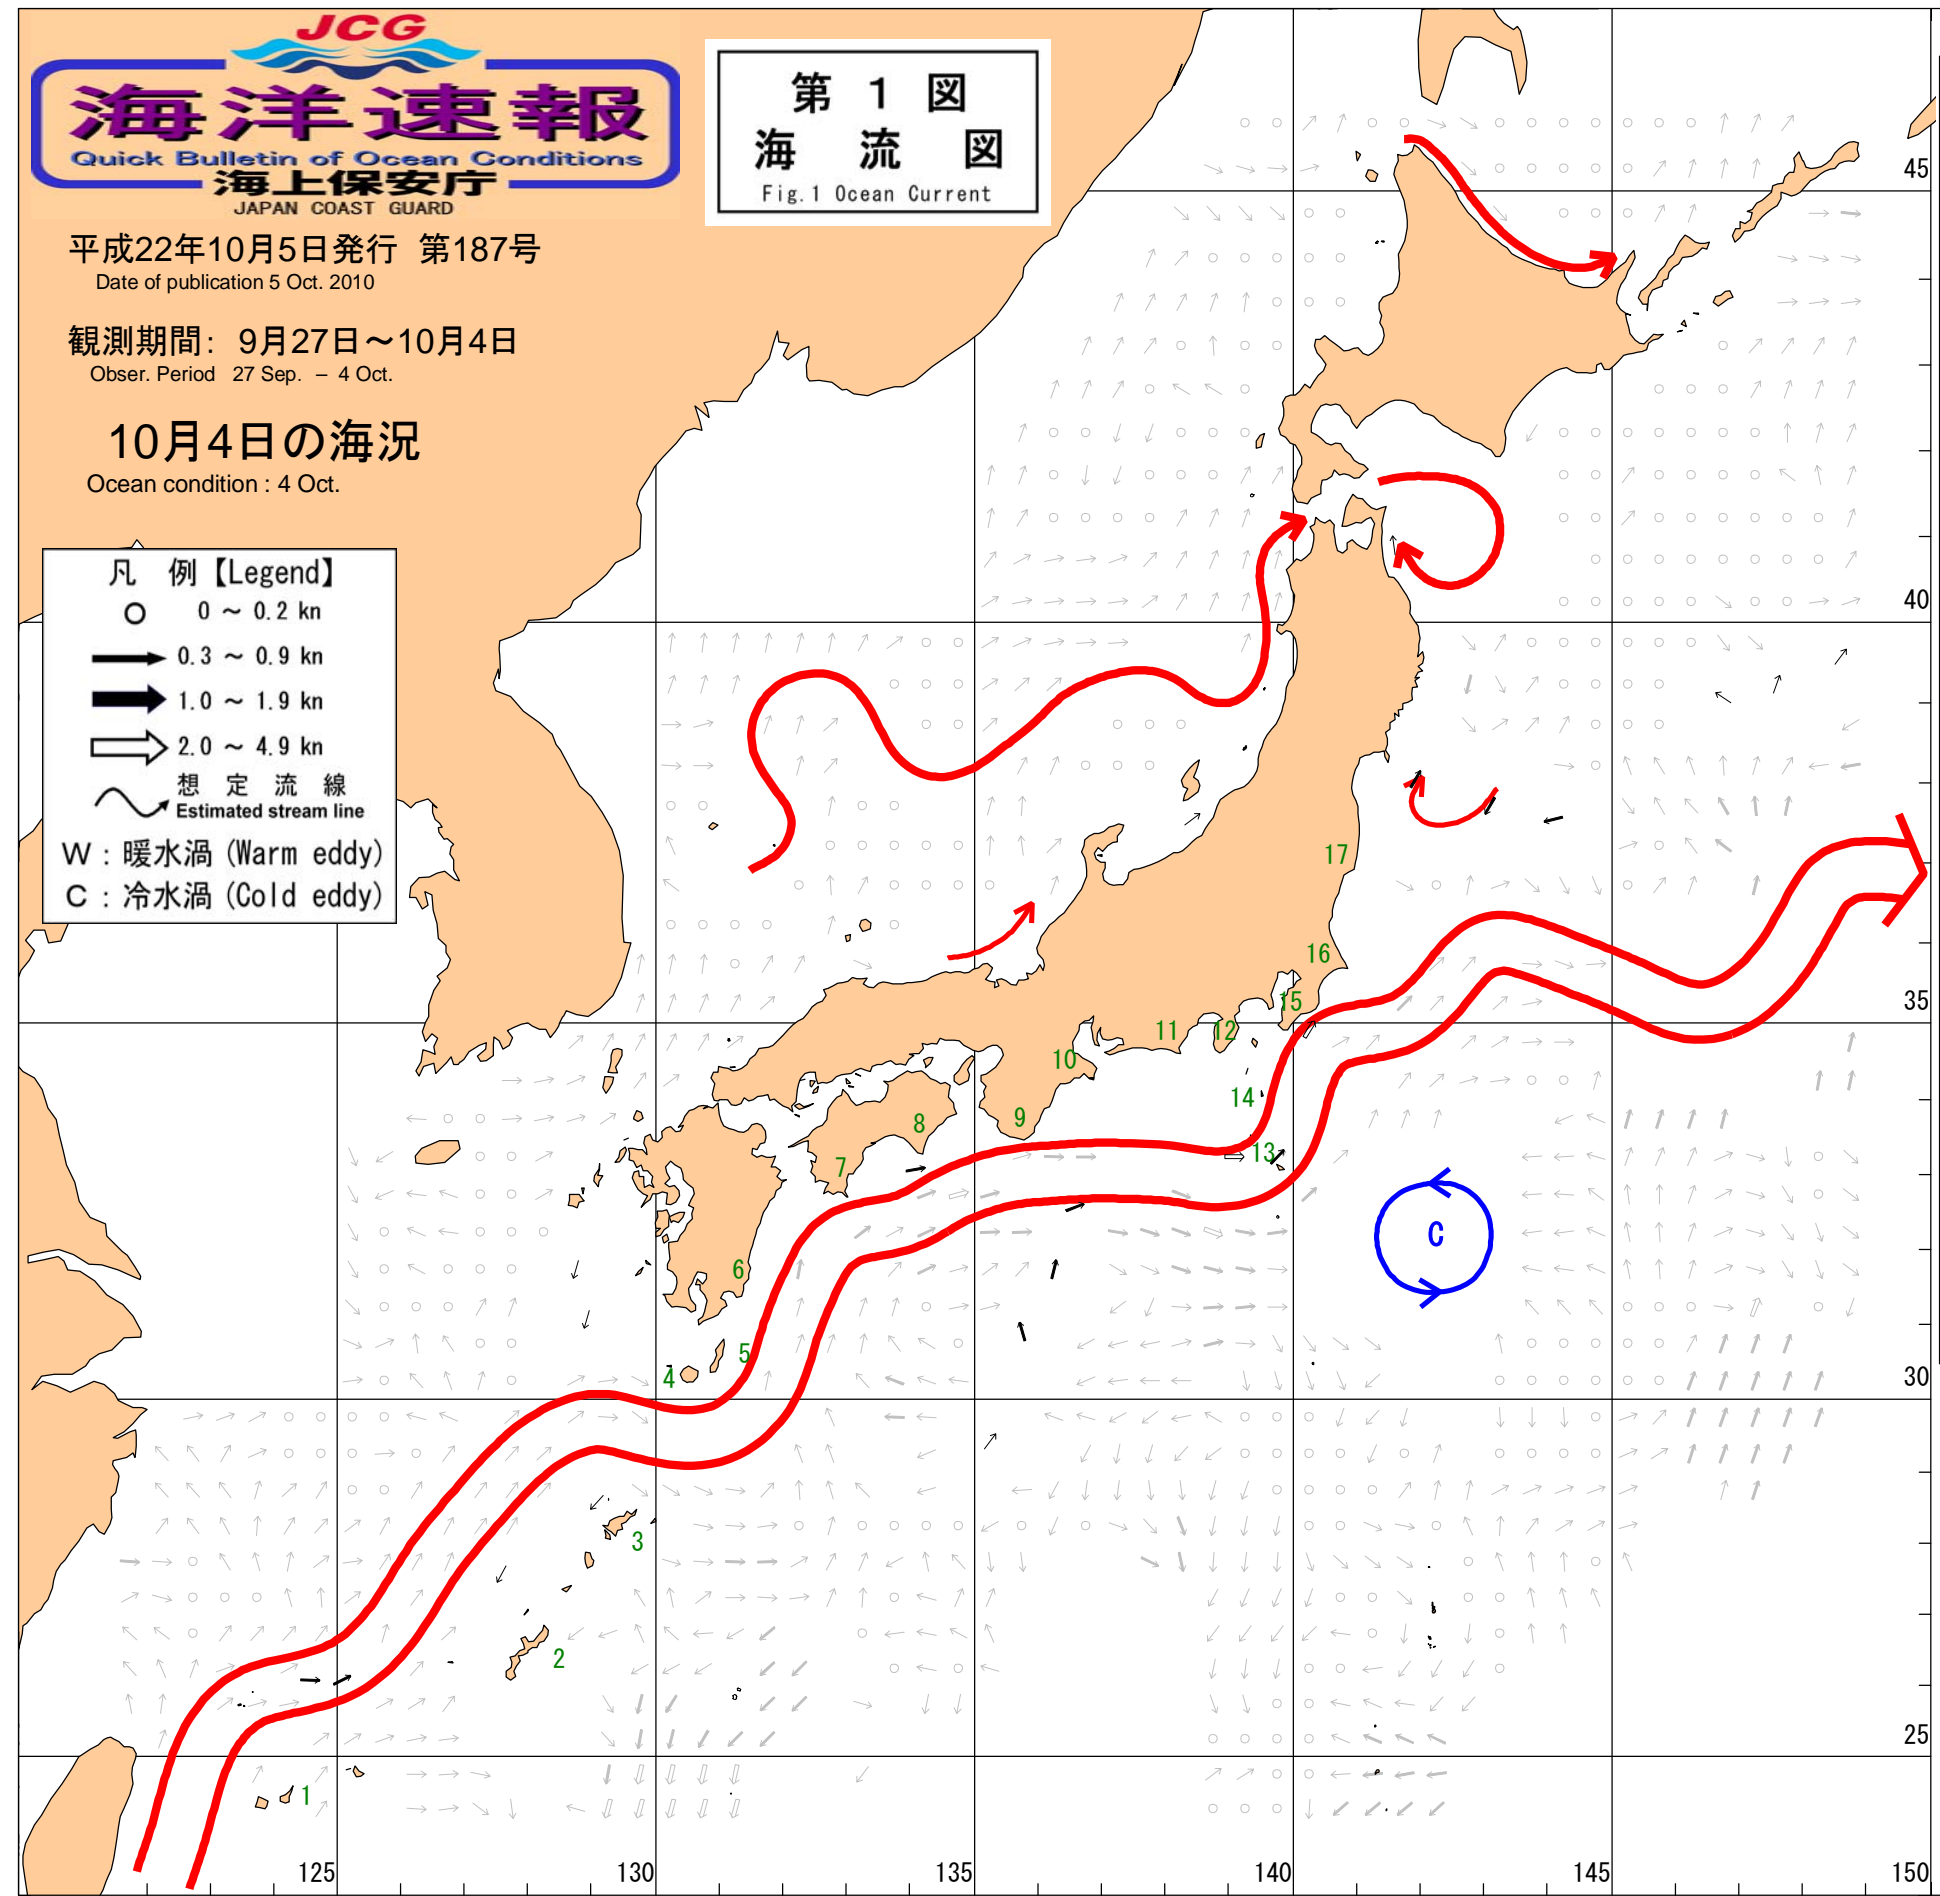 JCG
海洋速報
Quick Bulletin of Ocean Conditions
海上保安庁
JAPAN COAST GUARD
第 1 図
海 流 図
Fig.1 Ocean Current
平成22年10月5日発行 第187号
Date of publication 5 Oct. 2010
観測期間: 9月27日～10月4日
Obser. Period 27 Sep. – 4 Oct.
10月4日の海況
Ocean condition : 4 Oct.
凡 例【Legend】
0 ～ 0.2 kn
0.3 ～ 0.9 kn
1.0 ～ 1.9 kn
2.0 ～ 4.9 kn
想 定 流 線
Estimated stream line
W : 暖水渦 (Warm eddy)
C : 冷水渦 (Cold eddy)
45
40
17
16
35
15
12
11
10
14
9
8
13
7
C
6
5
4
30
3
2
25
1
125
130
135
140
145
150